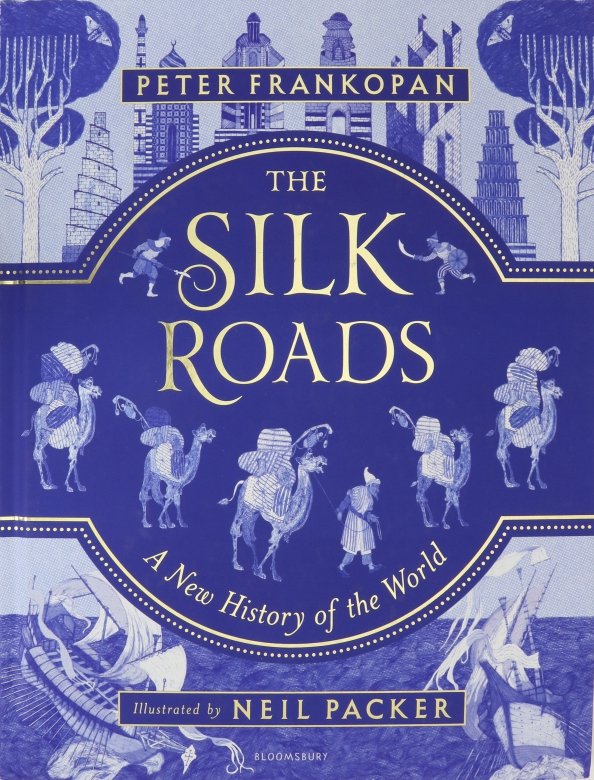 PETER FRANKOPAN
THE
SILK
ROADS
A New History of the World
Illustrated by NEIL PACKER
BLOOMSBURY